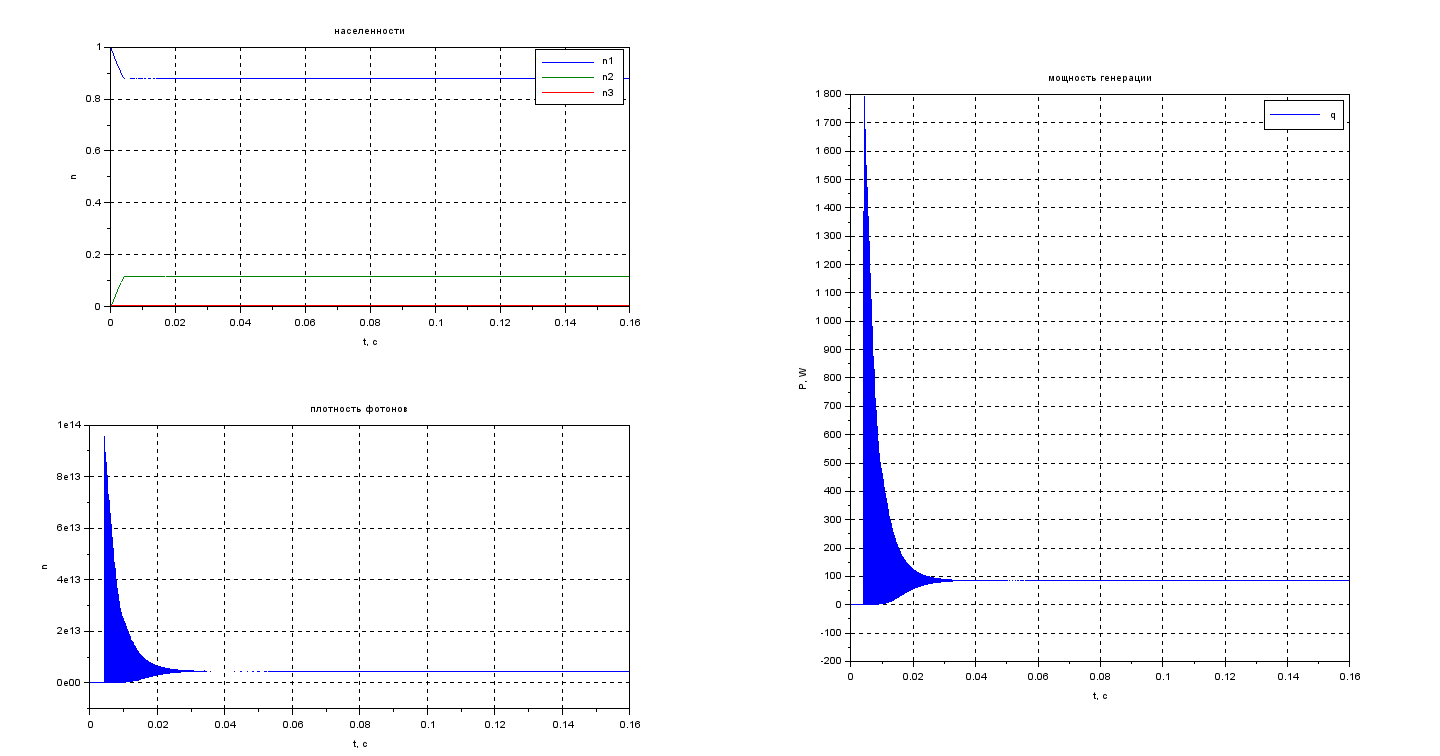 населенности
1
0.8
0.6
0.4
0.2
0
n
n1
n2
n3
0 0.02 0.04 0.06 0.08 0.1 0.12 0.14 0.16
t, c
плотность фотонов
1e14
8e13
6e13
4e13
2e13
0e00
n
0 0.02 0.04 0.06 0.08 0.1 0.12 0.14 0.16
t, c
мощность генерации
1 800
1 700
1 600
1 500
1 400
1 300
1 200
1 100
1 000
900
800
700
600
500
400
300
200
100
0
-100
-200
P, W
q
0 0.02 0.04 0.06 0.08 0.1 0.12 0.14 0.16
t, c